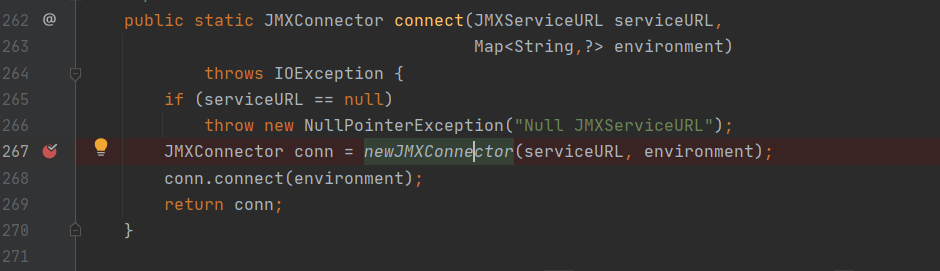 262 @ public static JMXConnector connect(JMXServiceURL serviceURL,
263 Map<String,?> environment)
264 throws IOException {
265 if (serviceURL == null)
266 throw new NullPointerException("Null JMXServiceURL");
267 JMXConnector conn = newJMXConnector(serviceURL, environment);
268 conn.connect(environment);
269 return conn;
270 }
271